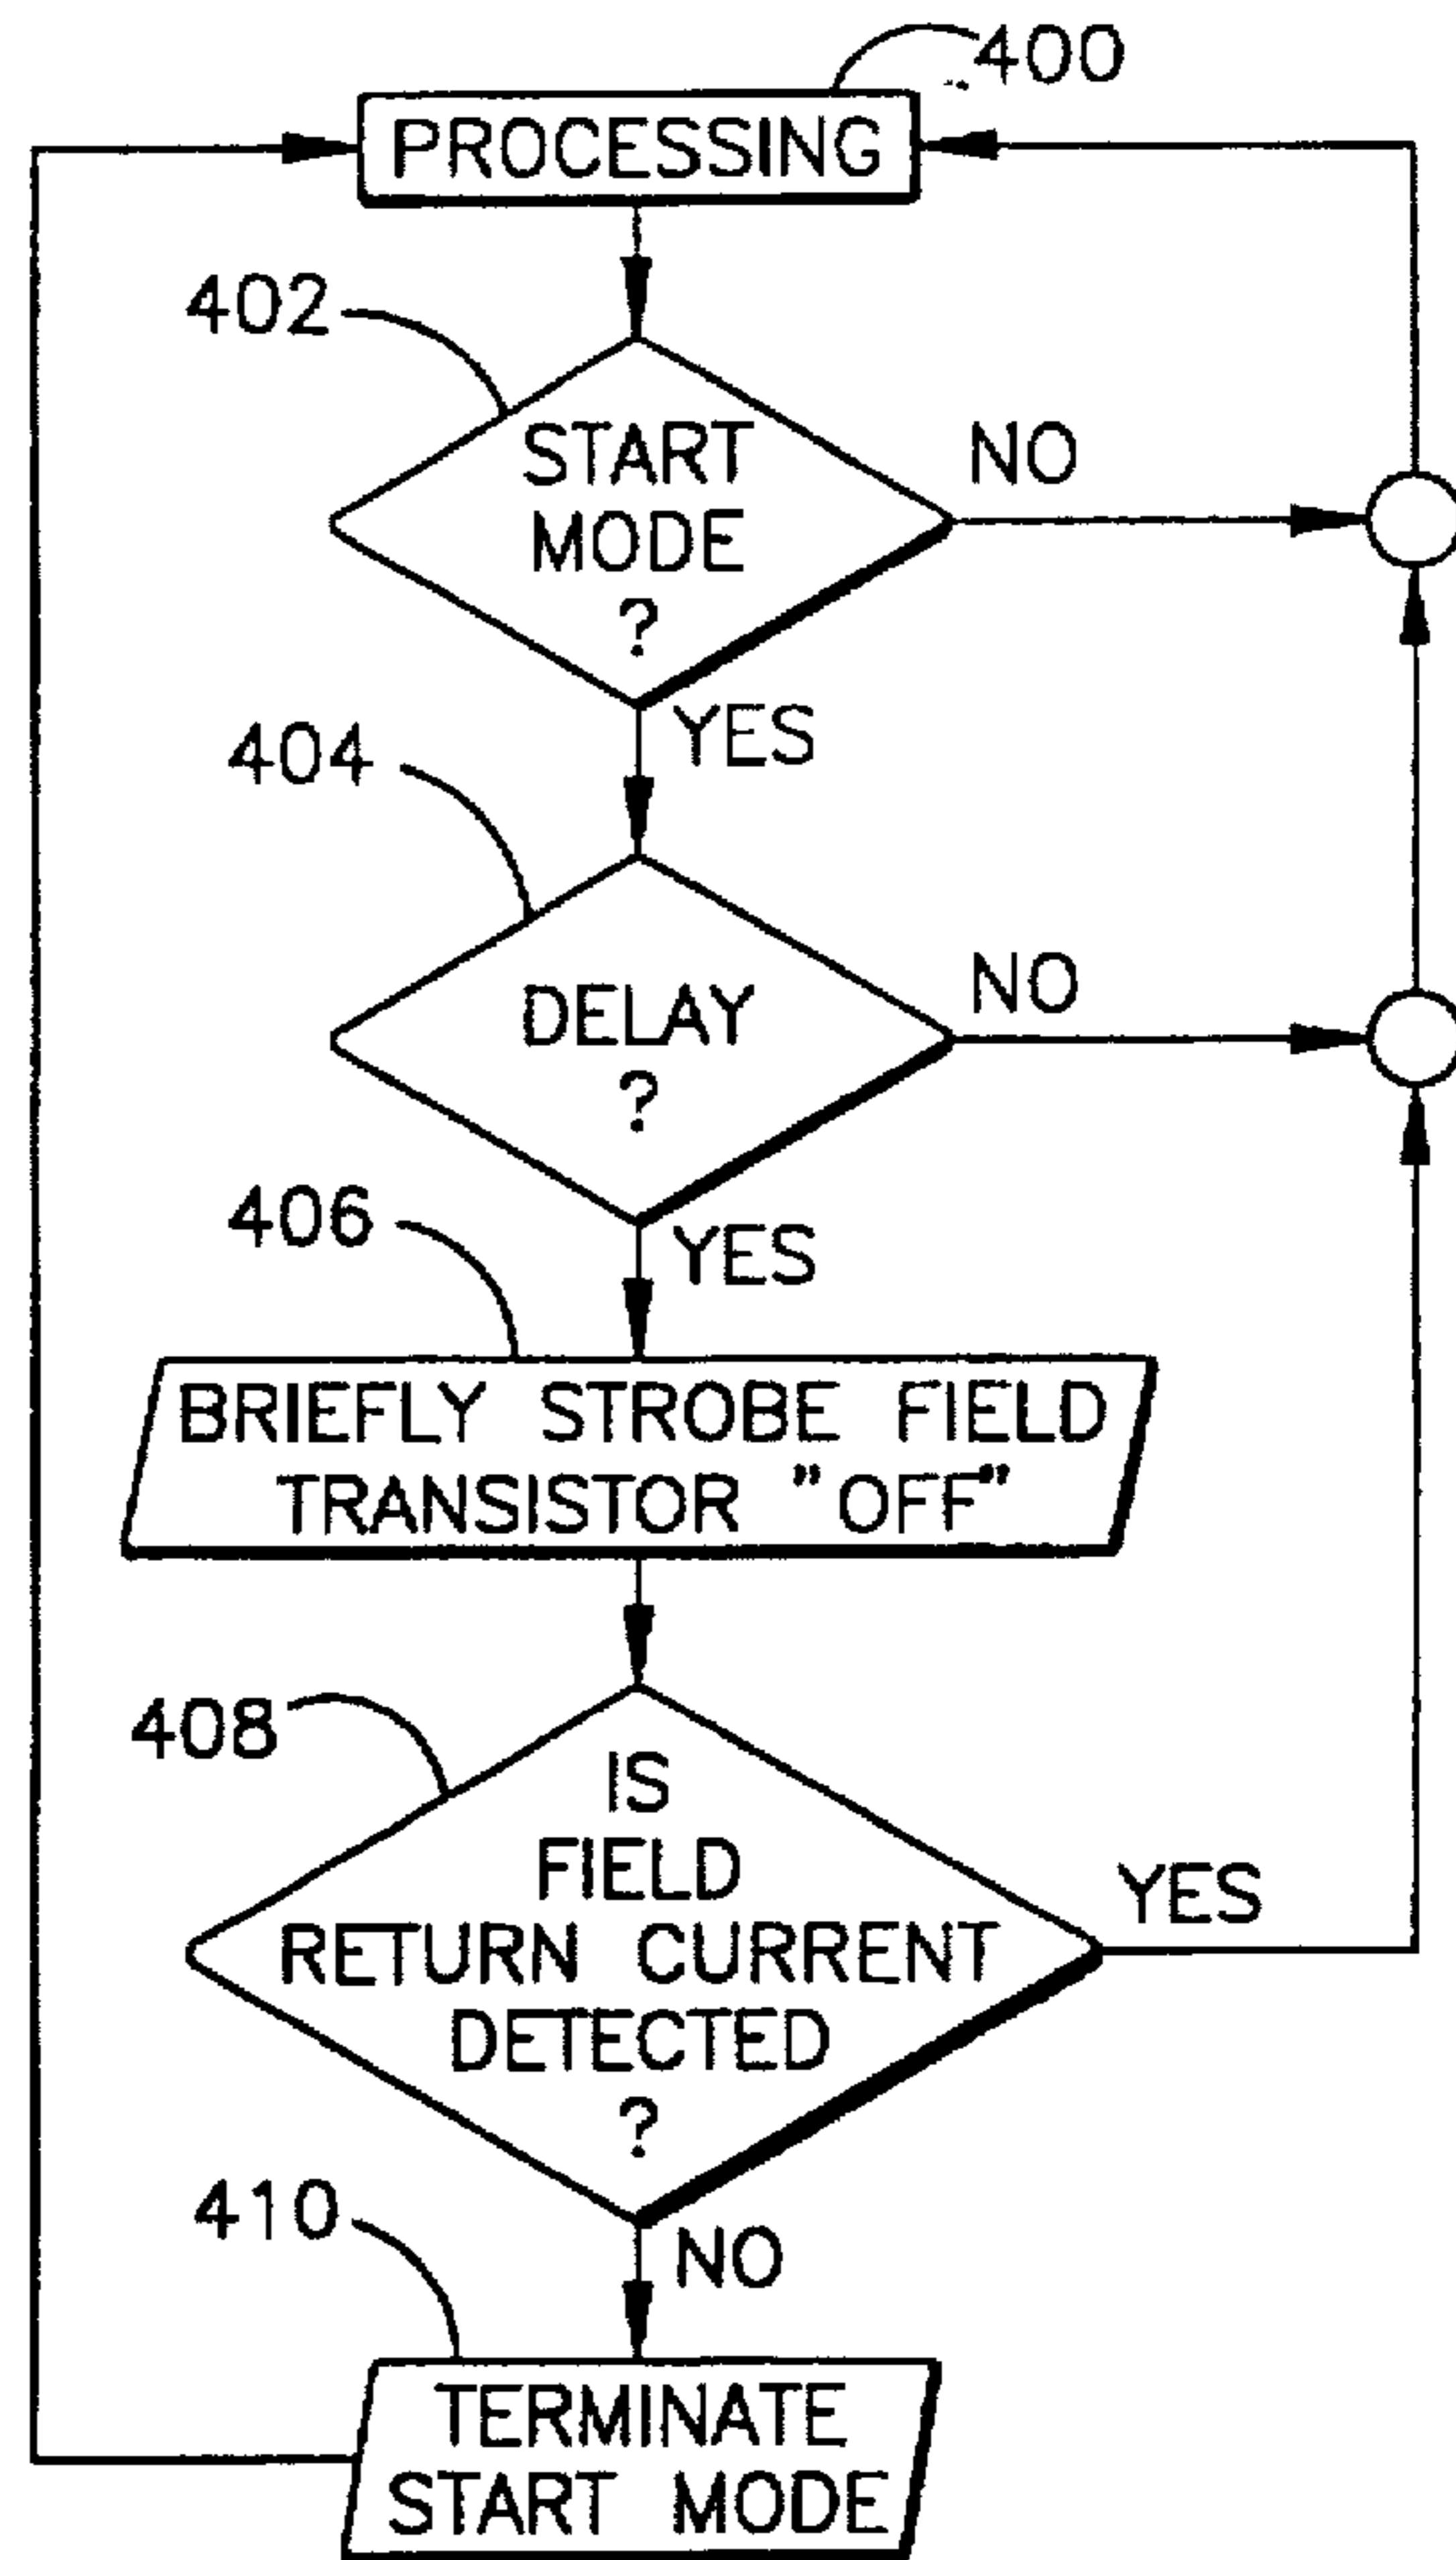 400
PROCESSING
402
START
MODE
?
NO
YES
404
DELAY
?
NO
YES
406
BRIEFLY STROBE FIELD
TRANSISTOR "OFF"
408
IS
FIELD
RETURN CURRENT
DETECTED
?
YES
NO
410
TERMINATE
START MODE